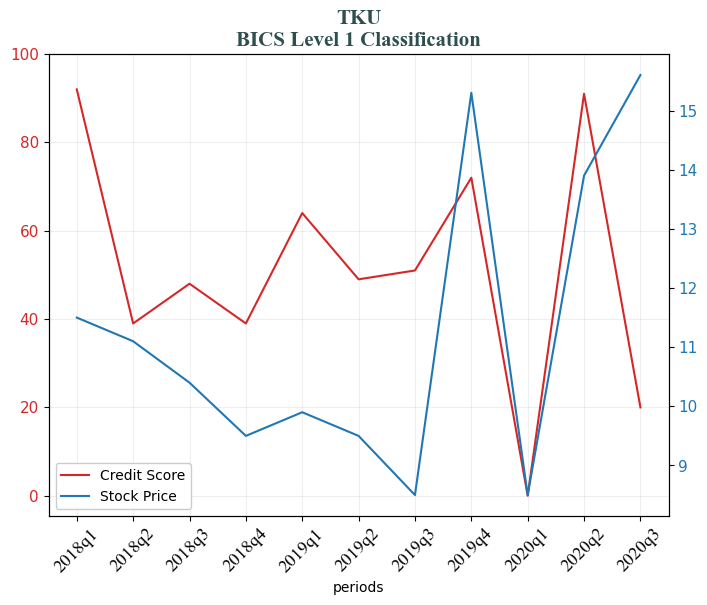 TKU
BICS Level 1 Classification
100
80
60
40
20
0
15
14
13
12
11
10
9
Credit Score
Stock Price
2018q1
2018q2
2018q3
2018q4
2019q1
2019q2
2019q3
2019q4
2020q1
2020q2
2020q3
periods